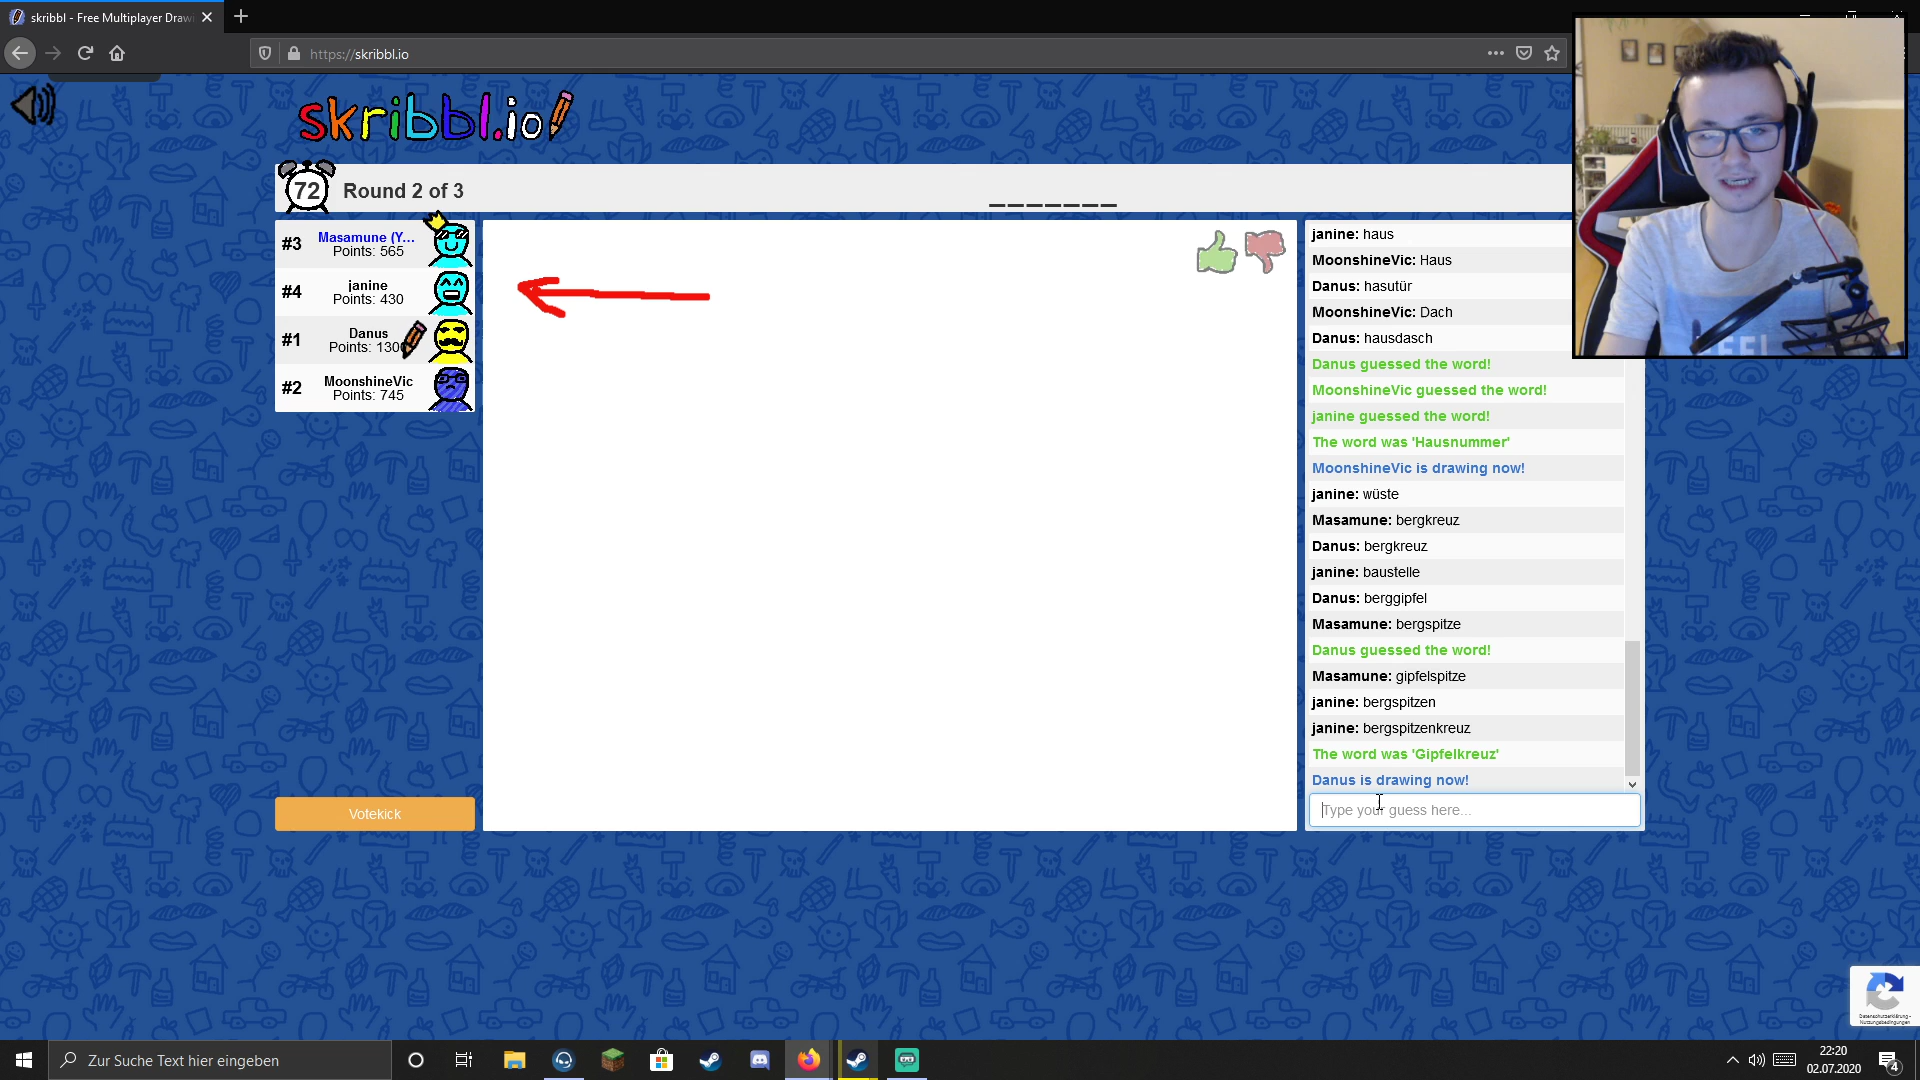 skribbl - Free Multiplayer Draw
https://skribbl.io
skribbl.io
72
Round 2 of 3
_______
#3
Masamune (Y...
Points: 565
#4
janine
Points: 430
#1
Danus
Points: 1300
#2
MoonshineVic
Points: 745
Votekick
janine: haus
MoonshineVic: Haus
Danus: hasutür
MoonshineVic: Dach
Danus: hausdasch
Danus guessed the word!
MoonshineVic guessed the word!
janine guessed the word!
The word was 'Hausnummer'
MoonshineVic is drawing now!
janine: wüste
Masamune: bergkreuz
Danus: bergkreuz
janine: baustelle
Danus: berggipfel
Masamune: bergspitze
Danus guessed the word!
Masamune: gipfelspitze
janine: bergspitzen
janine: bergspitzenkreuz
The word was 'Gipfelkreuz'
Danus is drawing now!
Type your guess here...
Datenschutzerklärung -
Nutzungsbedingungen
Zur Suche Text hier eingeben
22:20
02.07.2020
4